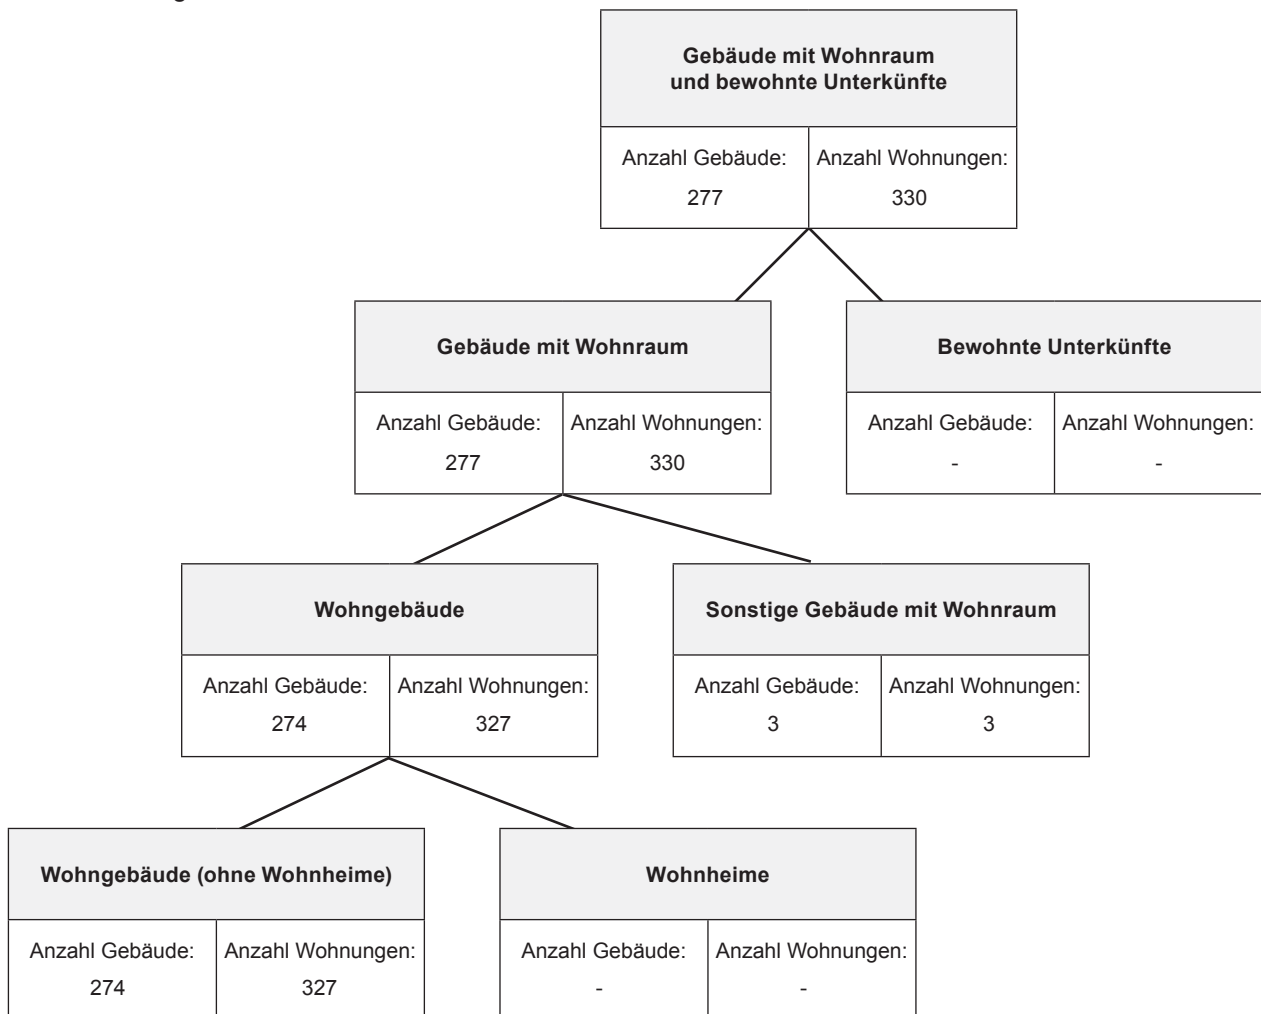 Gebäude mit Wohnraum
und bewohnte Unterkünfte
Anzahl Gebäude: Anzahl Wohnungen:
277 330
Gebäude mit Wohnraum
Anzahl Gebäude: Anzahl Wohnungen:
277 330
Bewohnte Unterkünfte
Anzahl Gebäude: Anzahl Wohnungen:
- -
Wohngebäude
Anzahl Gebäude: Anzahl Wohnungen:
274 327
Sonstige Gebäude mit Wohnraum
Anzahl Gebäude: Anzahl Wohnungen:
3 3
Wohngebäude (ohne Wohnheime)
Anzahl Gebäude: Anzahl Wohnungen:
274 327
Wohnheime
Anzahl Gebäude: Anzahl Wohnungen:
- -